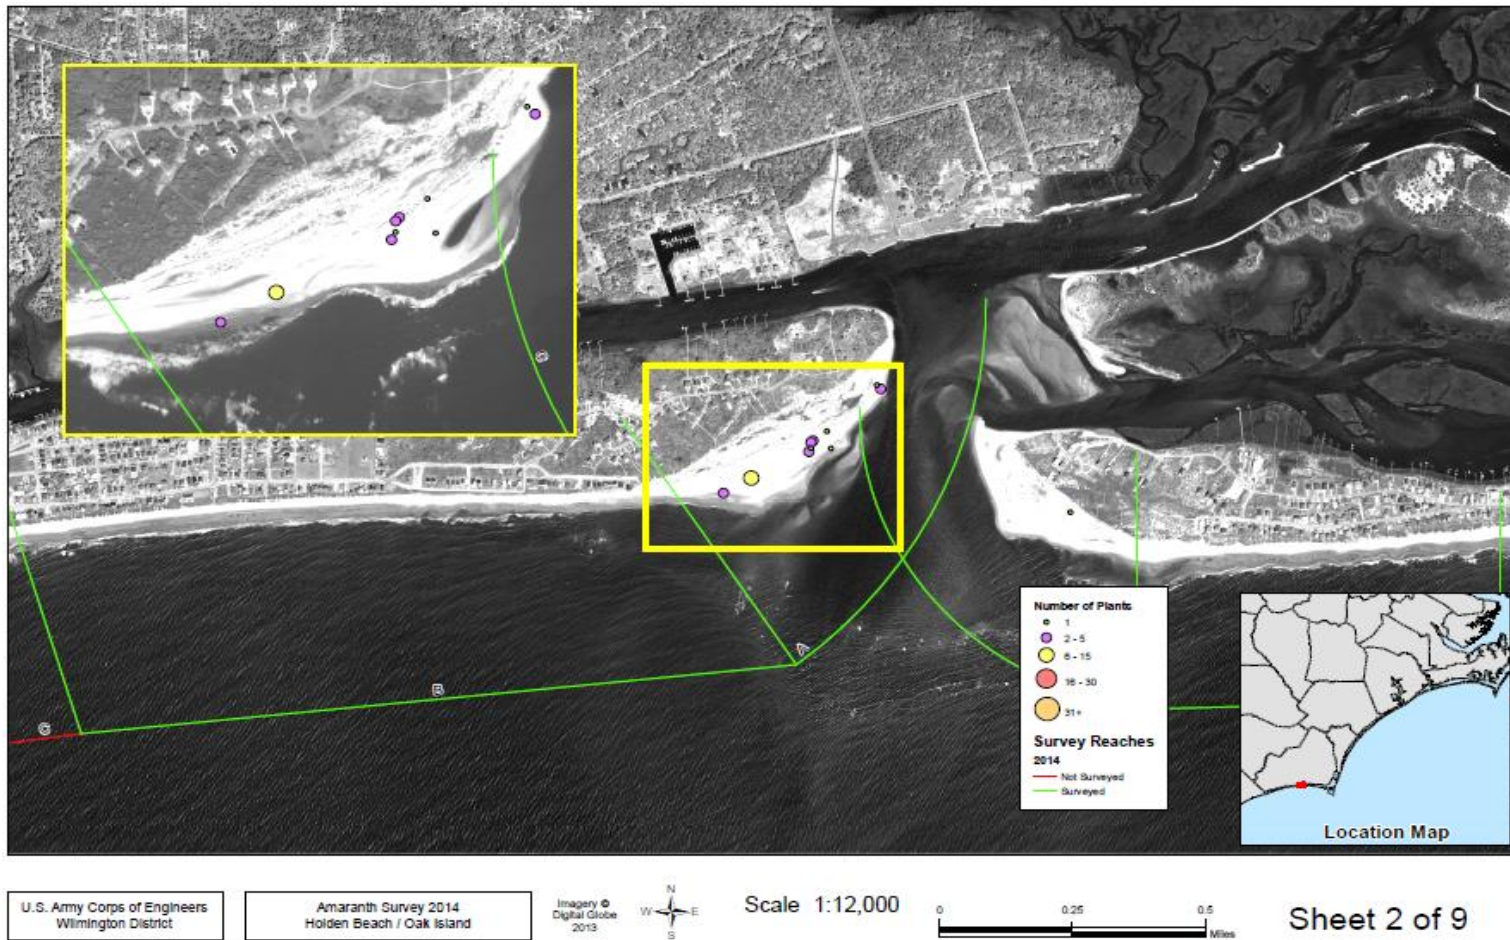 Number of Plants
1
2 - 5
6 - 15
16 - 30
31+
Survey Reaches
2014
Not Surveyed
Surveyed
Location Map
B
U.S. Army Corps of Engineers
Wilmington District
Amaranth Survey 2014
Holden Beach / Oak Island
Imagery ©
Digital Globe
2013
N
W E
S
Scale 1:12,000
0 0.25 0.5
Miles
Sheet 2 of 9